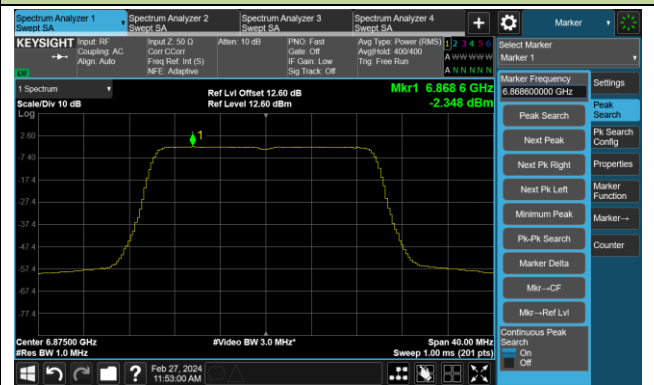 Spectrum Analyzer 1
Swept SA
Spectrum Analyzer 2
Swept SA
Spectrum Analyzer 3
Swept SA
Spectrum Analyzer 4
Swept SA
+
Marker
KEYSIGHT
Input: RF
Coupling: AC
Align: Auto
Input Z: 50 Ω
Corr CCorr
Freq Ref: Int (S)
NFE: Adaptive
Atten: 10 dB
PNO: Fast
Gate: Off
IF Gain: Low
Sig Track: Off
Avg Type: Power (RMS)
Avg|Hold: 400/400
Trig: Free Run
1 2 3 4 5 6
A W W W W W
A N N N N N
LXI
Select Marker
Marker 1
1 Spectrum
Scale/Div 10 dB
Log
Ref Lvl Offset 12.60 dB
Ref Level 12.60 dBm
Mkr1 6.868 6 GHz
-2.348 dBm
2.60
-7.40
-17.4
-27.4
-37.4
-47.4
-57.4
-67.4
-77.4
1
Center 6.87500 GHz
#Res BW 1.0 MHz
#Video BW 3.0 MHz*
Span 40.00 MHz
Sweep 1.00 ms (201 pts)
Marker Frequency
6.868600000 GHz
Peak Search
Next Peak
Next Pk Right
Next Pk Left
Minimum Peak
Pk-Pk Search
Marker Delta
Mkr→CF
Mkr→Ref Lvl
Continuous Peak
Search
On
Off
Settings
Peak
Search
Pk Search
Config
Properties
Marker
Function
Marker→
Counter
?
Feb 27, 2024
11:53:00 AM